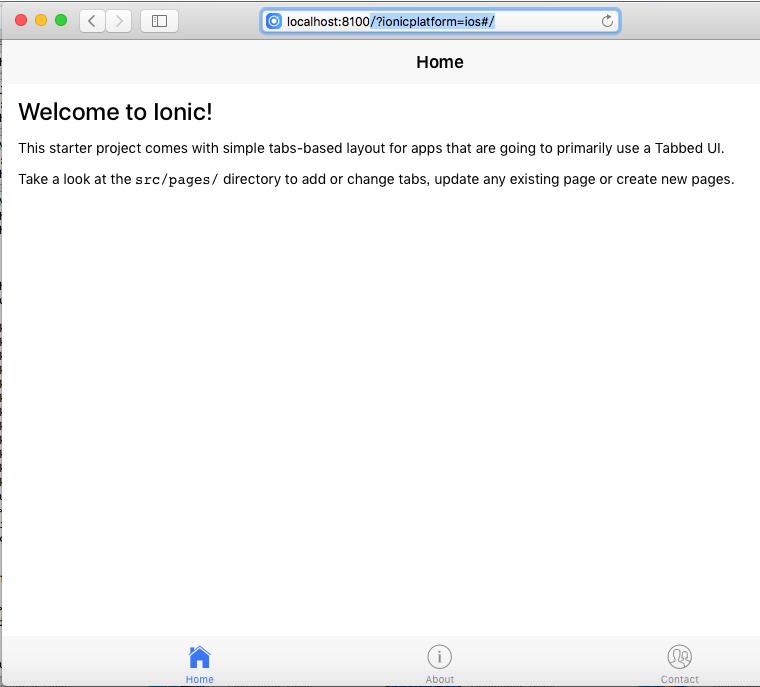 localhost:8100/?ionicplatform=ios#/
Home
Welcome to Ionic!
This starter project comes with simple tabs-based layout for apps that are going to primarily use a Tabbed UI.
Take a look at the src/pages/ directory to add or change tabs, update any existing page or create new pages.
Home
About
Contact